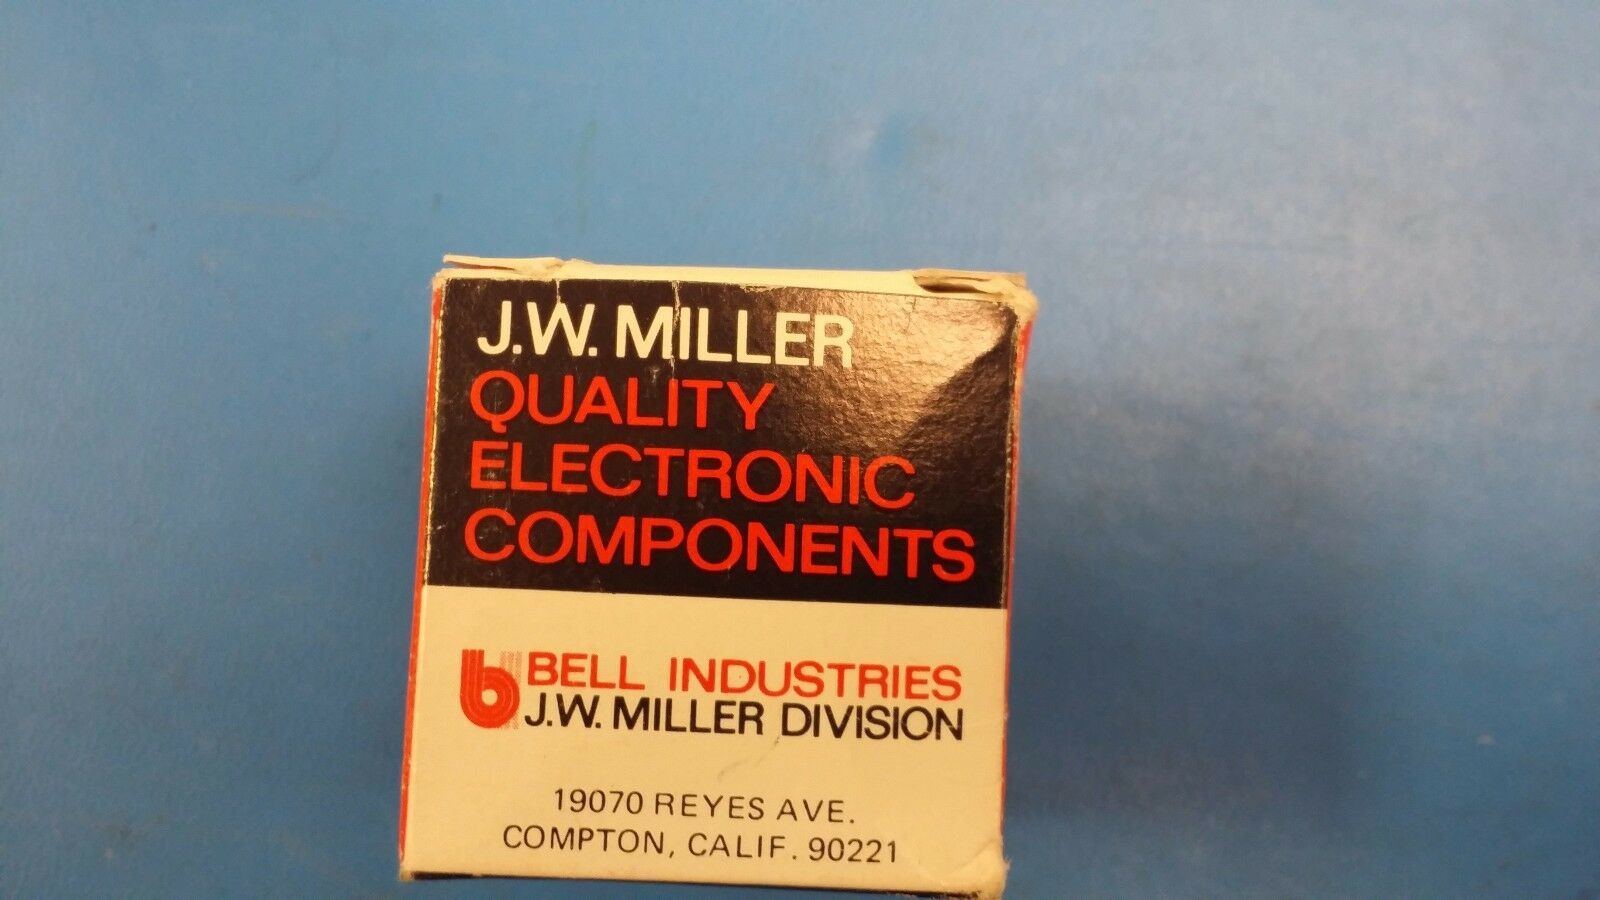 J.W. MILLER
QUALITY
ELECTRONIC
COMPONENTS
b BELL INDUSTRIES
J.W. MILLER DIVISION
19070 REYES AVE.
COMPTON, CALIF. 90221